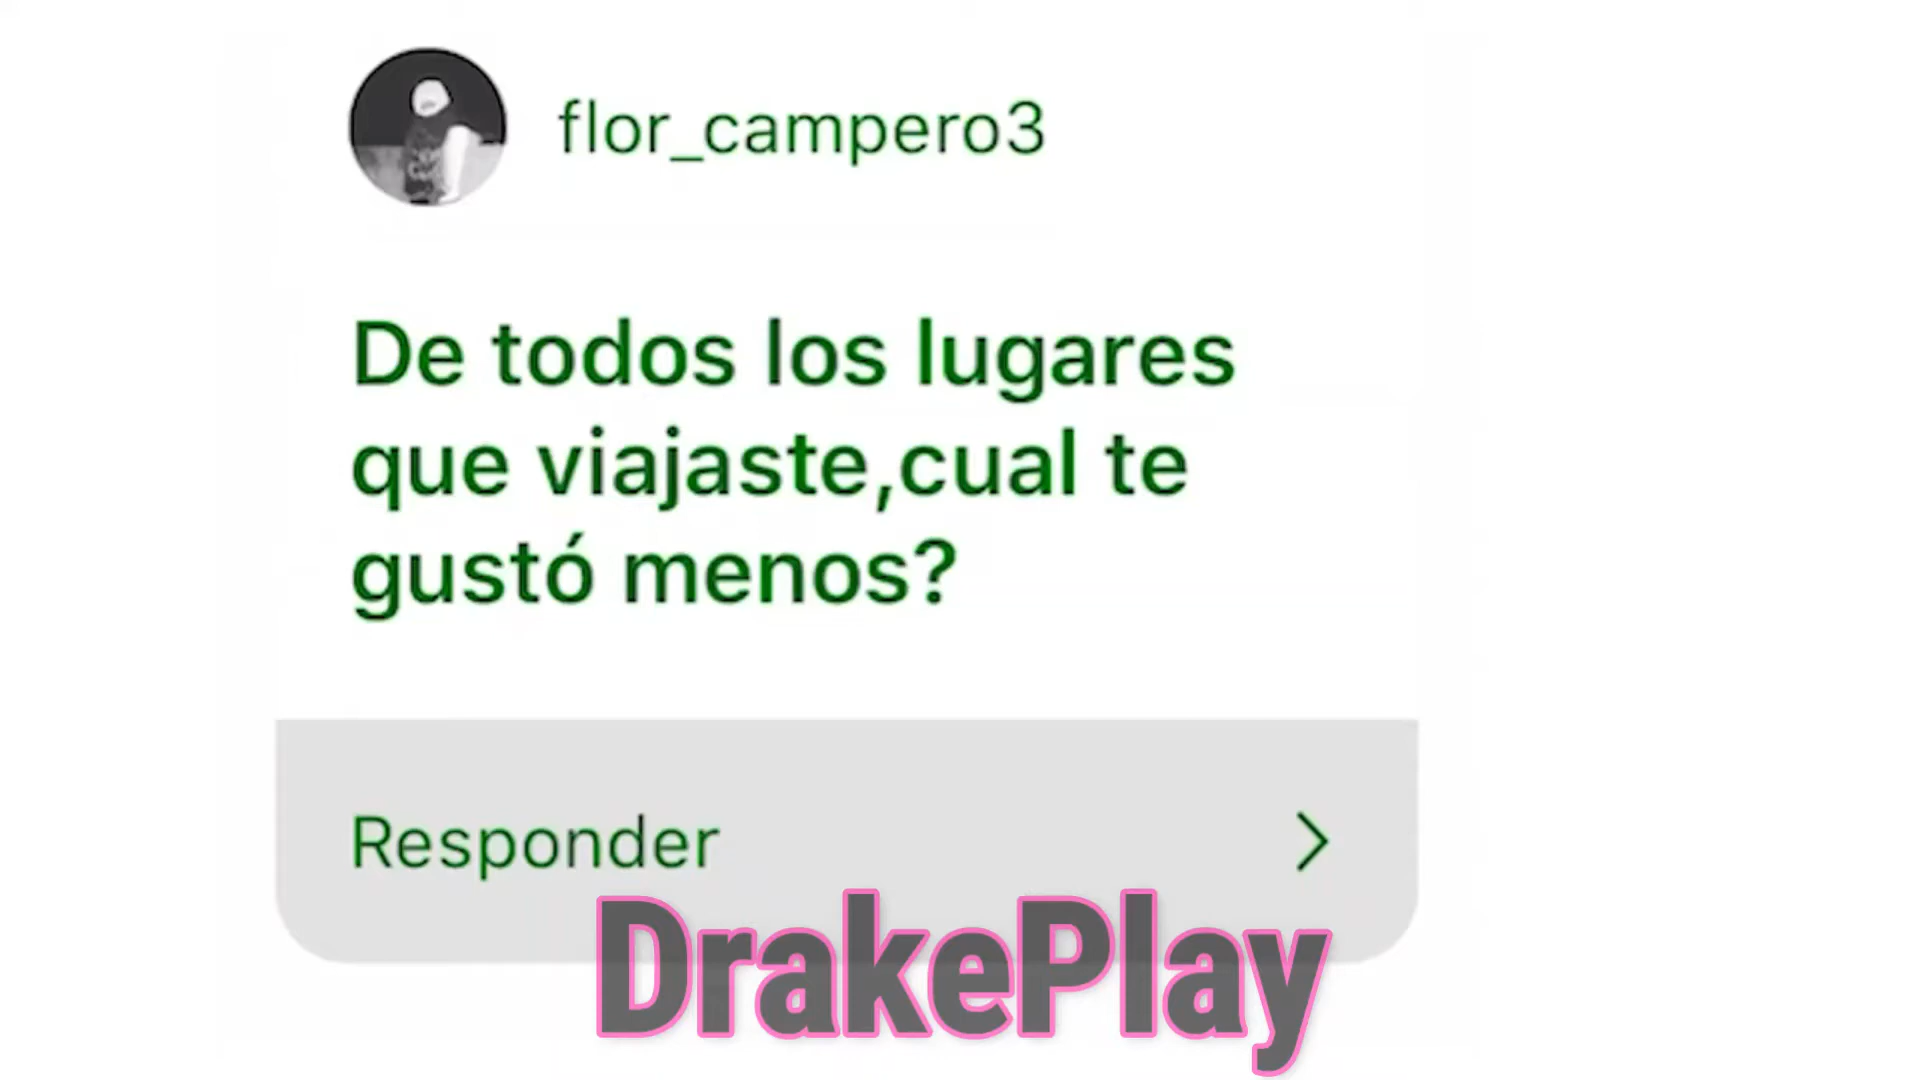 flor_campero3
De todos los lugares
que viajaste,cual te
gustó menos?
Responder
DrakePlay